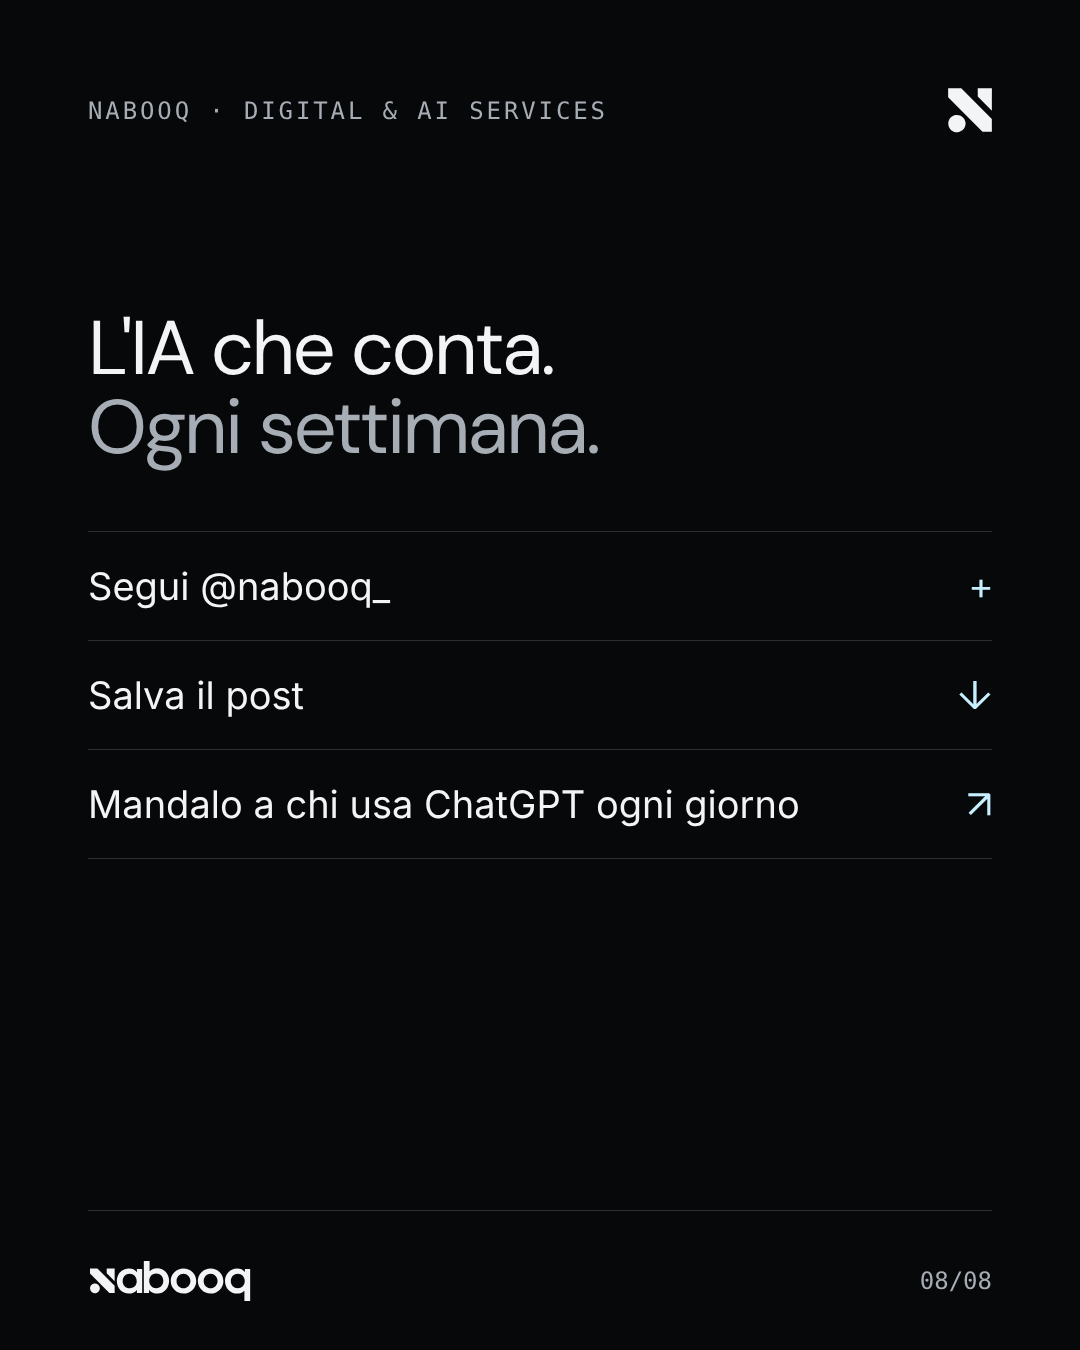 NABOOQ · DIGITAL & AI SERVICES
L'IA che conta.
Ogni settimana.
Segui @nabooq_
Salva il post
Mandalo a chi usa ChatGPT ogni giorno
nabooq
08/08